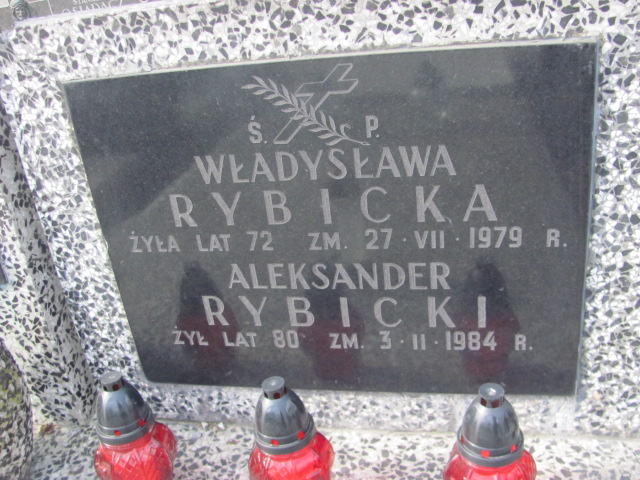 Ś. P.
WŁADYSŁAWA
RYBICKA
ŻYŁA LAT 72 ZM. 27·VII·1979 R.
ALEKSANDER
RYBICKI
ŻYŁ LAT 80 ZM. 3·II·1984 R.